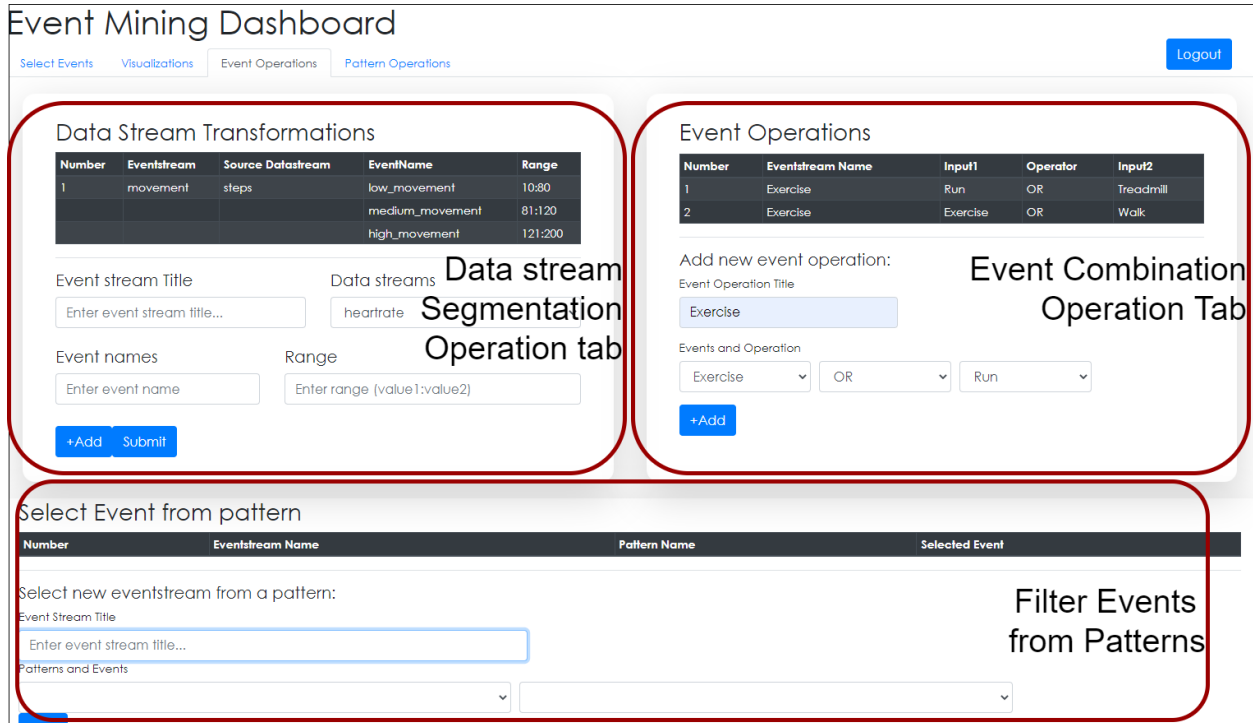 Event Mining Dashboard
Select Events Visualizations Event Operations Pattern Operations
Logout
Data Stream Transformations
Number Eventstream Source Datastream EventName Range
1 movement steps low_movement 10:80
medium_movement 81:120
high_movement 121:200
Event stream Title Data streams
Enter event stream title... heartrate
Event names Range
Enter event name Enter range (value1:value2)
+Add Submit
Data stream
Segmentation
Operation tab
Event Operations
Number Eventstream Name Input1 Operator Input2
1 Exercise Run OR Treadmill
2 Exercise Exercise OR Walk
Add new event operation:
Event Operation Title
Exercise
Events and Operation
Exercise OR Run
+Add
Event Combination
Operation Tab
Select Event from pattern
Number Eventstream Name Pattern Name Selected Event
Select new eventstream from a pattern:
Event Stream Title
Enter event stream title...
Patterns and Events
Filter Events
from Patterns